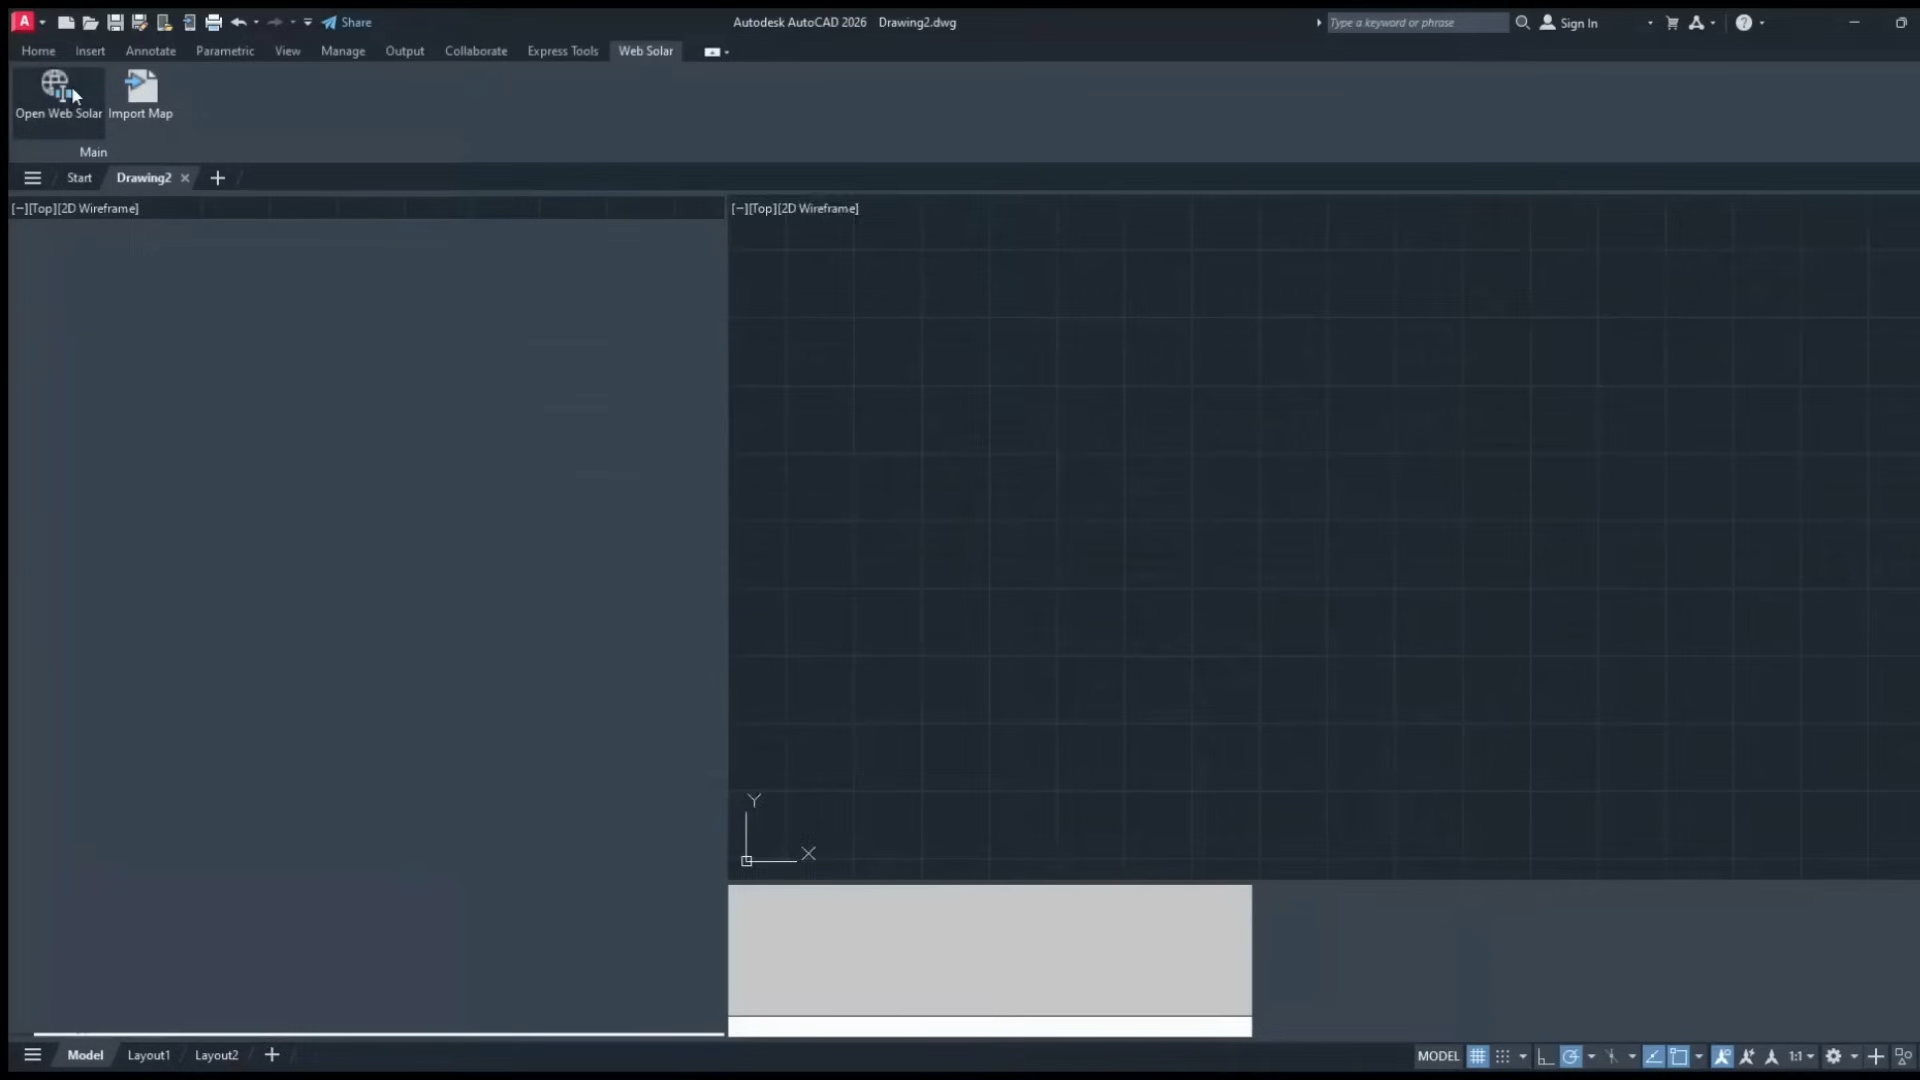 A Share Autodesk AutoCAD 2026 Drawing2.dwg Type a keyword or phrase Sign In ?
Home Insert Annotate Parametric View Manage Output Collaborate Express Tools Web Solar
Open Web Solar Import Map
Main
Start Drawing2
[−][Top][2D Wireframe] [−][Top][2D Wireframe]
Y
X
Model Layout1 Layout2 MODEL 1:1